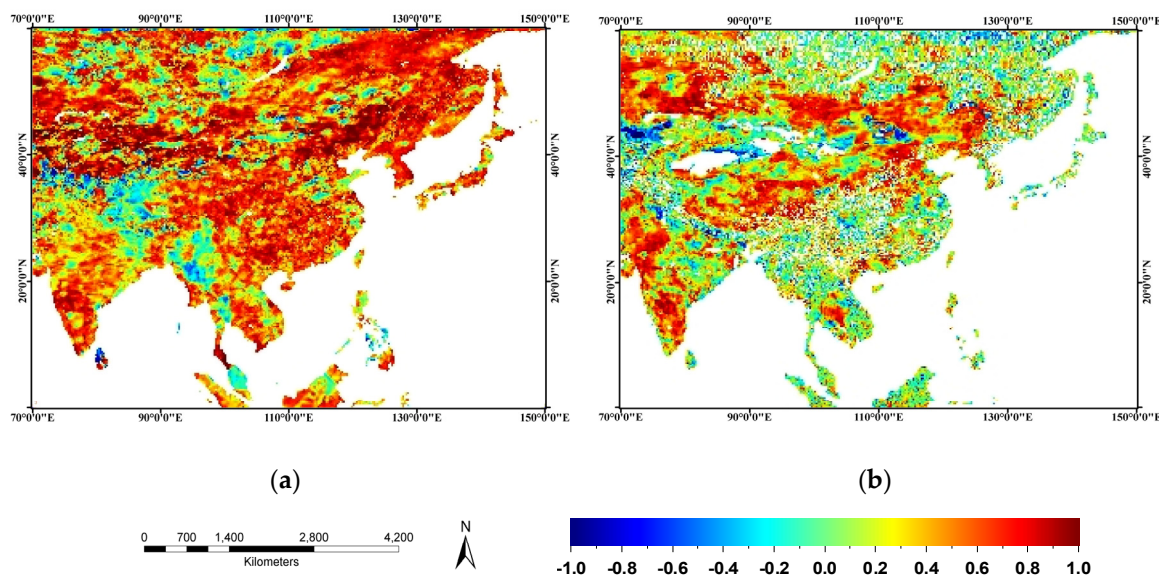 70°0'0"E 90°0'0"E 110°0'0"E 130°0'0"E 150°0'0"E 70°0'0"E 90°0'0"E 110°0'0"E 130°0'0"E 150°0'0"E
(a) (b)
40°0'0"N 40°0'0"N 40°0'0"N 40°0'0"N
20°0'0"N 20°0'0"N 20°0'0"N 20°0'0"N
70°0'0"E 90°0'0"E 110°0'0"E 130°0'0"E 150°0'0"E 70°0'0"E 90°0'0"E 110°0'0"E 130°0'0"E 150°0'0"E
(a) (b)
N
0 700 1,400 2,800 4,200
Kilometers
-1.0 -0.8 -0.6 -0.4 -0.2 0.0 0.2 0.4 0.6 0.8 1.0